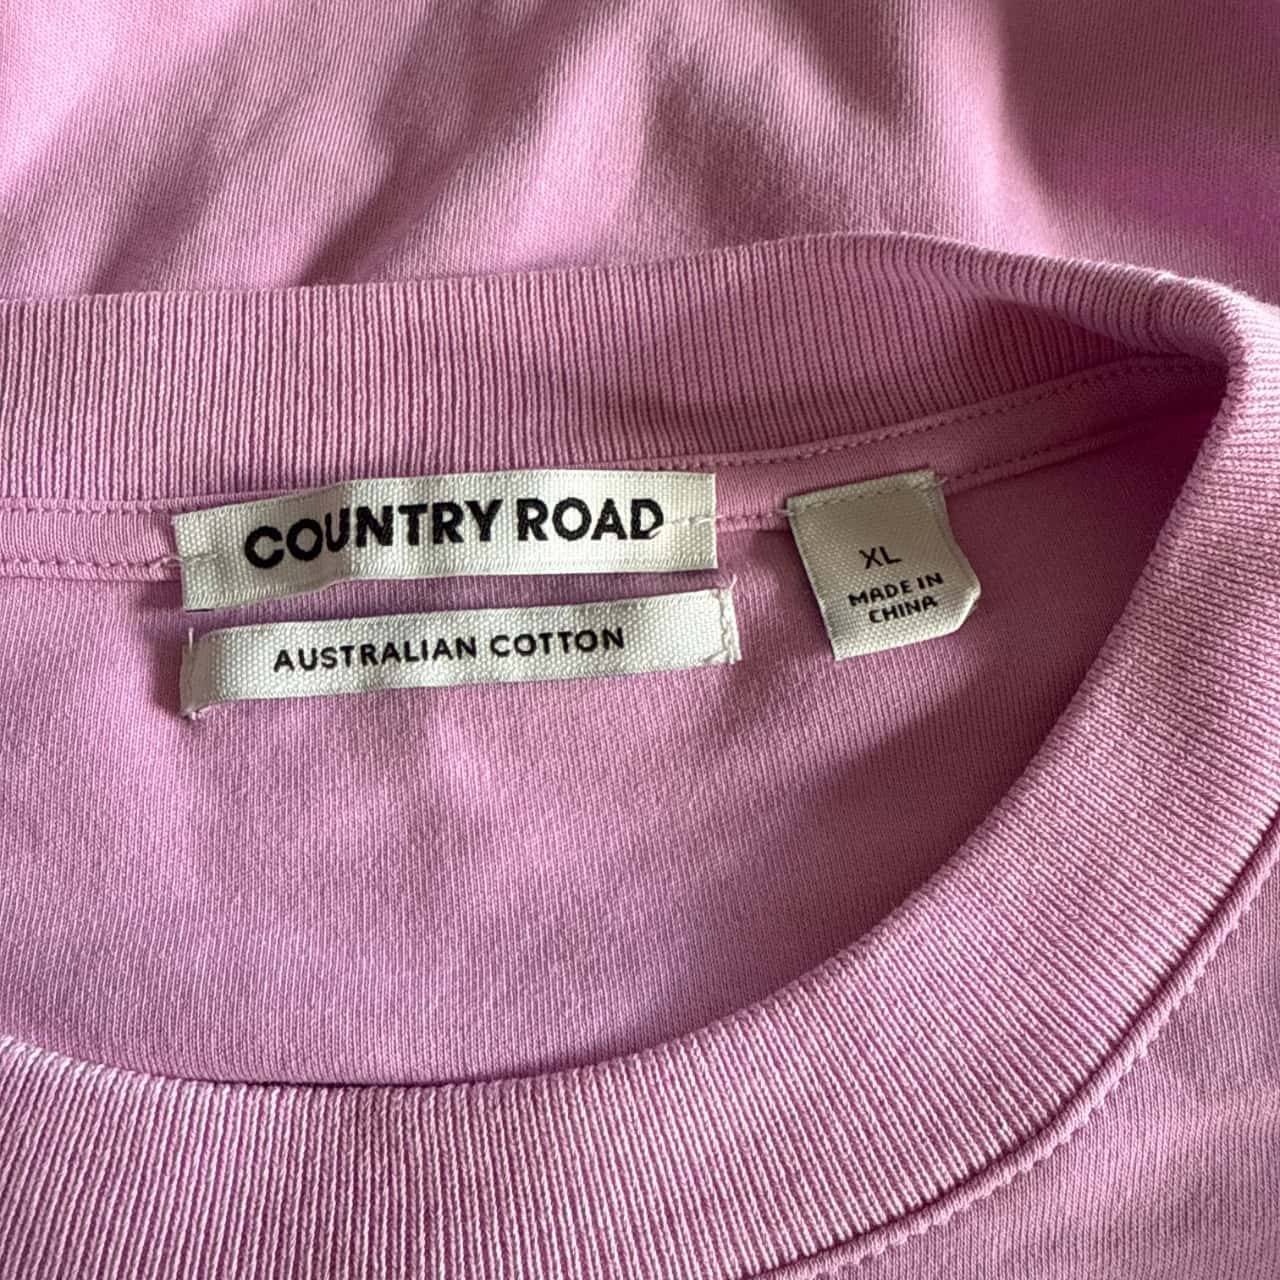 COUNTRY ROAD
AUSTRALIAN COTTON
XL
MADE IN
CHINA